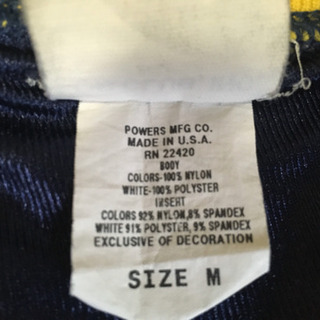 POWERS MFG CO.
MADE IN U.S.A.
RN 22420
BODY
COLORS-100% NYLON
WHITE-100% POLYSTER
INSERT
COLORS 92% NYLON,8% SPANDEX
WHITE 91% POLYSTER, 9% SPANDEX
EXCLUSIVE OF DECORATION
SIZE M